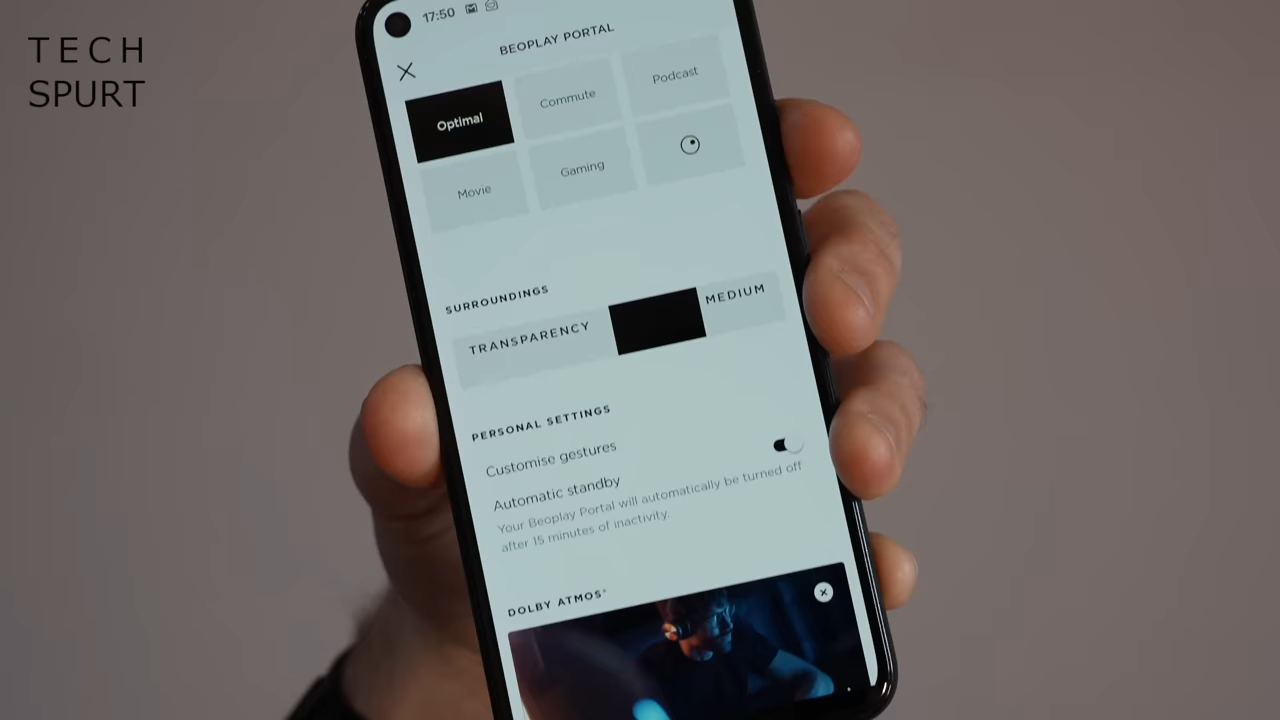 TECH
SPURT
17:50
BEOPLAY PORTAL
Optimal
Commute
Podcast
Movie
Gaming
SURROUNDINGS
TRANSPARENCY
MEDIUM
PERSONAL SETTINGS
Customise gestures
Automatic standby
Your Beoplay Portal will automatically be turned off
after 15 minutes of inactivity.
DOLBY ATMOS®